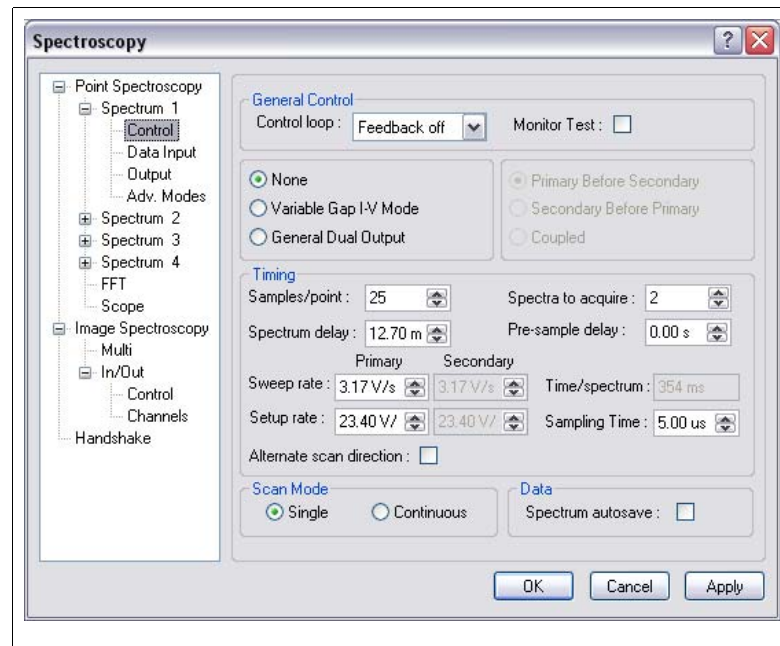 Spectroscopy
Point Spectroscopy
Spectrum 1
Control
Data Input
Output
Adv. Modes
Spectrum 2
Spectrum 3
Spectrum 4
FFT
Scope
Image Spectroscopy
Multi
In/Out
Control
Channels
Handshake
General Control
Control loop : Feedback off Monitor Test :
None
Variable Gap I-V Mode
General Dual Output
Primary Before Secondary
Secondary Before Primary
Coupled
Timing
Samples/point : 25 Spectra to acquire : 2
Spectrum delay : 12.70 m Pre-sample delay : 0.00 s
Primary Secondary
Sweep rate : 3.17 V/s 3.17 V/s Time/spectrum : 354 ms
Setup rate : 23.40 V/ 23.40 V/ Sampling Time : 5.00 us
Alternate scan direction :
Scan Mode
Single Continuous
Data
Spectrum autosave :
OK Cancel Apply